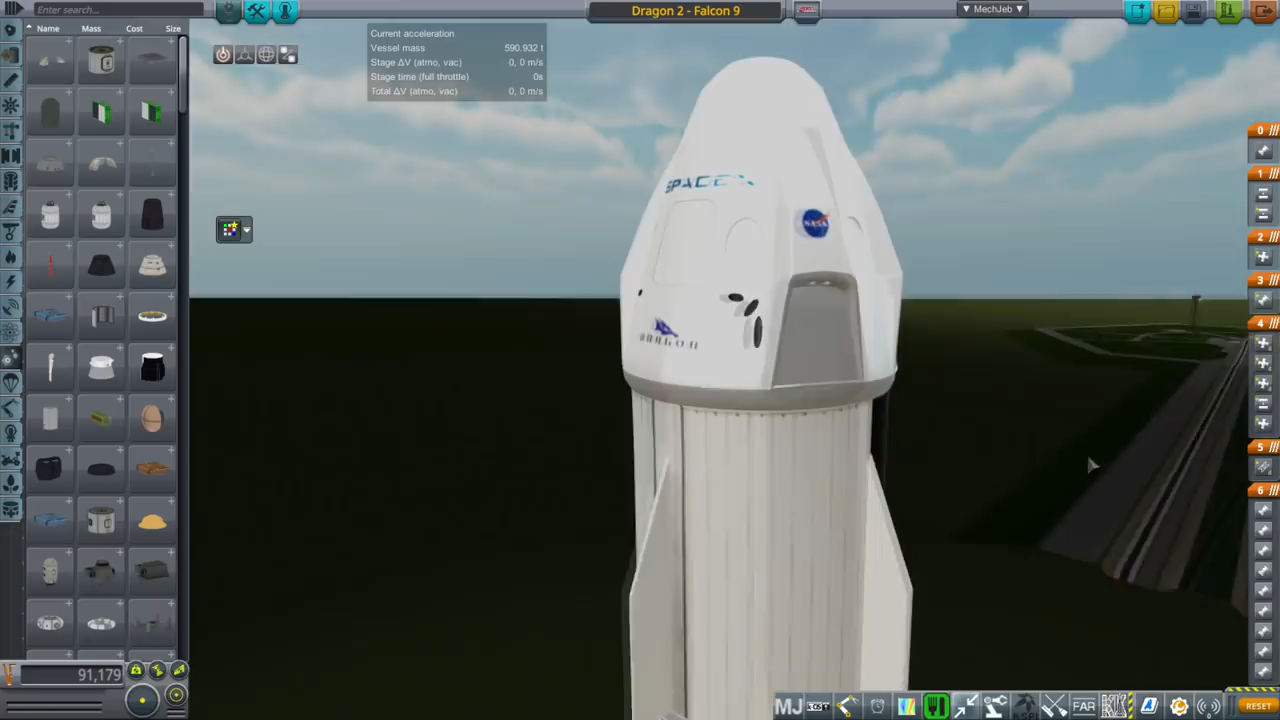 Enter search...
Dragon 2 - Falcon 9
▼ MechJeb ▼
Name Mass Cost Size
Current acceleration
Vessel mass 590.932 t
Stage ΔV (atmo, vac) 0, 0 m/s
Stage time (full throttle) 0s
Total ΔV (atmo, vac) 0, 0 m/s
SPACEX
NASA
DRAGON
0
1
2
3
4
5
6
91,179
MJ
kOS
FAR
RESET